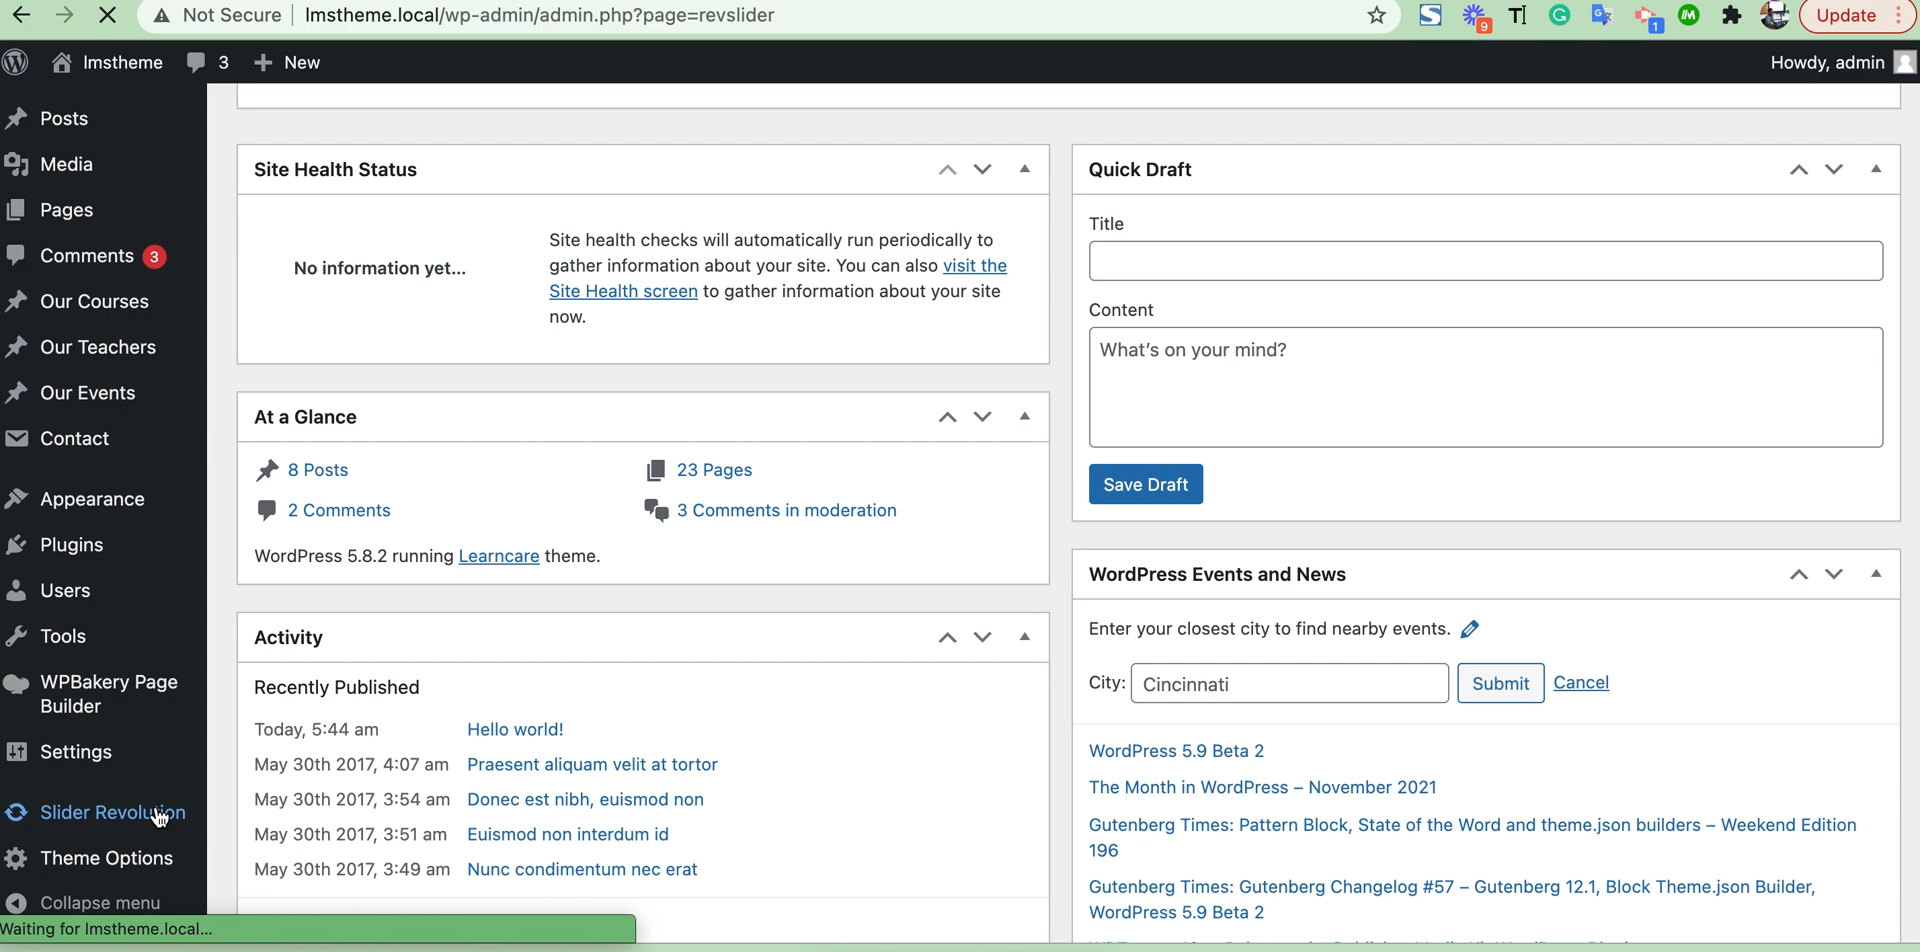 Not Secure
lmstheme.local/wp-admin/admin.php?page=revslider
9
1
Update
lmstheme
3
New
Howdy, admin
Posts
Media
Pages
Comments 3
Our Courses
Our Teachers
Our Events
Contact
Appearance
Plugins
Users
Tools
WPBakery Page
Builder
Settings
Slider Revolution
Theme Options
Collapse menu
Waiting for lmstheme.local...
Site Health Status
No information yet...
Site health checks will automatically run periodically to
gather information about your site. You can also visit the
Site Health screen to gather information about your site
now.
At a Glance
8 Posts
23 Pages
2 Comments
3 Comments in moderation
WordPress 5.8.2 running Learncare theme.
Activity
Recently Published
Today, 5:44 am Hello world!
May 30th 2017, 4:07 am Praesent aliquam velit at tortor
May 30th 2017, 3:54 am Donec est nibh, euismod non
May 30th 2017, 3:51 am Euismod non interdum id
May 30th 2017, 3:49 am Nunc condimentum nec erat
Quick Draft
Title
Content
What's on your mind?
Save Draft
WordPress Events and News
Enter your closest city to find nearby events.
City: Cincinnati Submit Cancel
WordPress 5.9 Beta 2
The Month in WordPress – November 2021
Gutenberg Times: Pattern Block, State of the Word and theme.json builders – Weekend Edition
196
Gutenberg Times: Gutenberg Changelog #57 – Gutenberg 12.1, Block Theme.json Builder,
WordPress 5.9 Beta 2